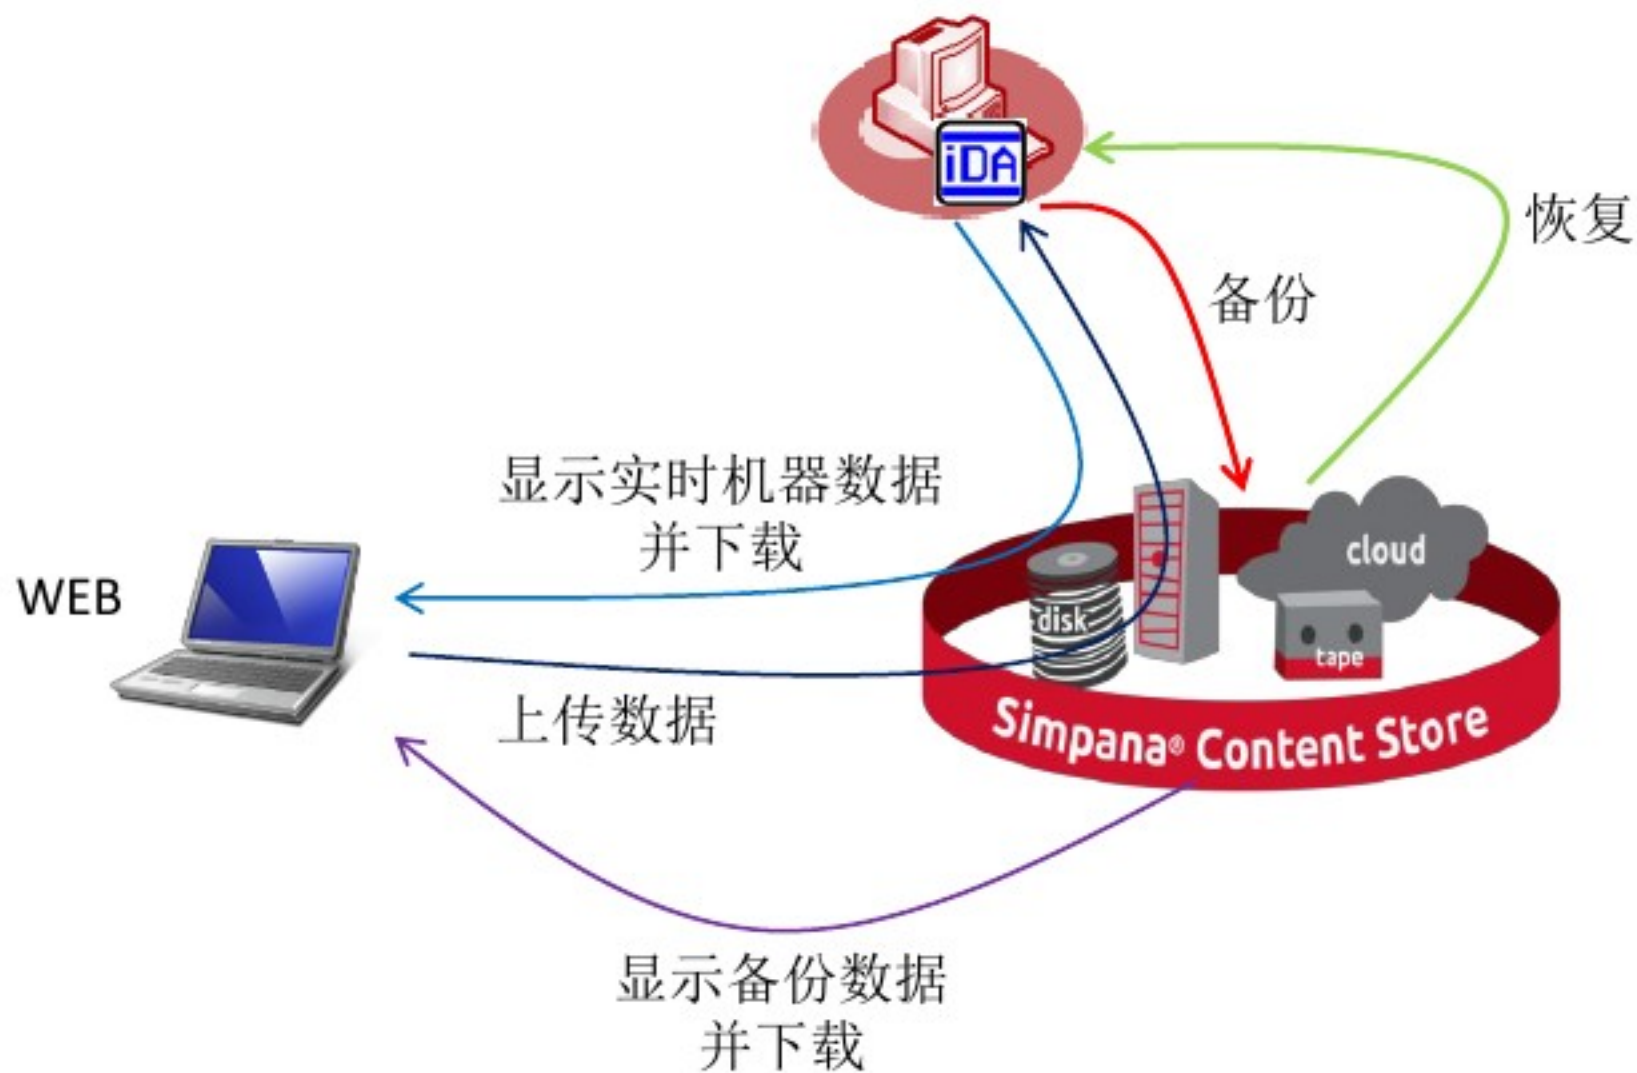 iDA
恢复
备份
显示实时机器数据
并下载
WEB
cloud
disk
tape
上传数据
Simpana® Content Store
显示备份数据
并下载